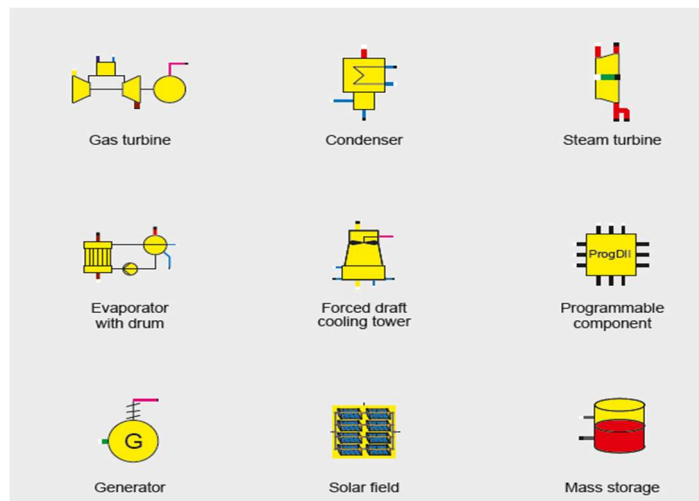 Gas turbine
Condenser
Steam turbine
ProgDll
Evaporator
with drum
Forced draft
cooling tower
Programmable
component
G
Generator
Solar field
Mass storage